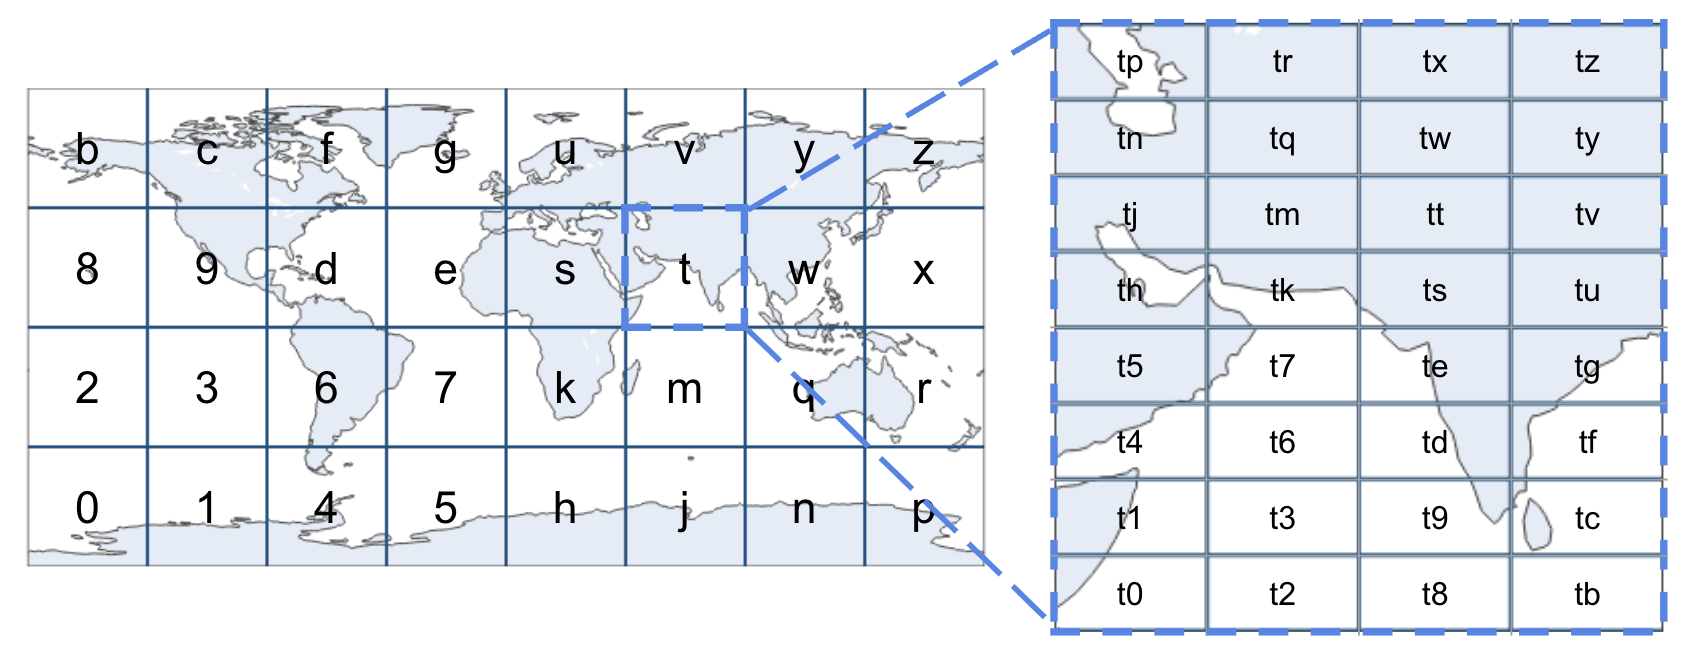 b c f g u v y z
8 9 d e s t w x
2 3 6 7 k m q r
0 1 4 5 h j n p
tp tr tx tz
tn tq tw ty
tj tm tt tv
th tk ts tu
t5 t7 te tg
t4 t6 td tf
t1 t3 t9 tc
t0 t2 t8 tb